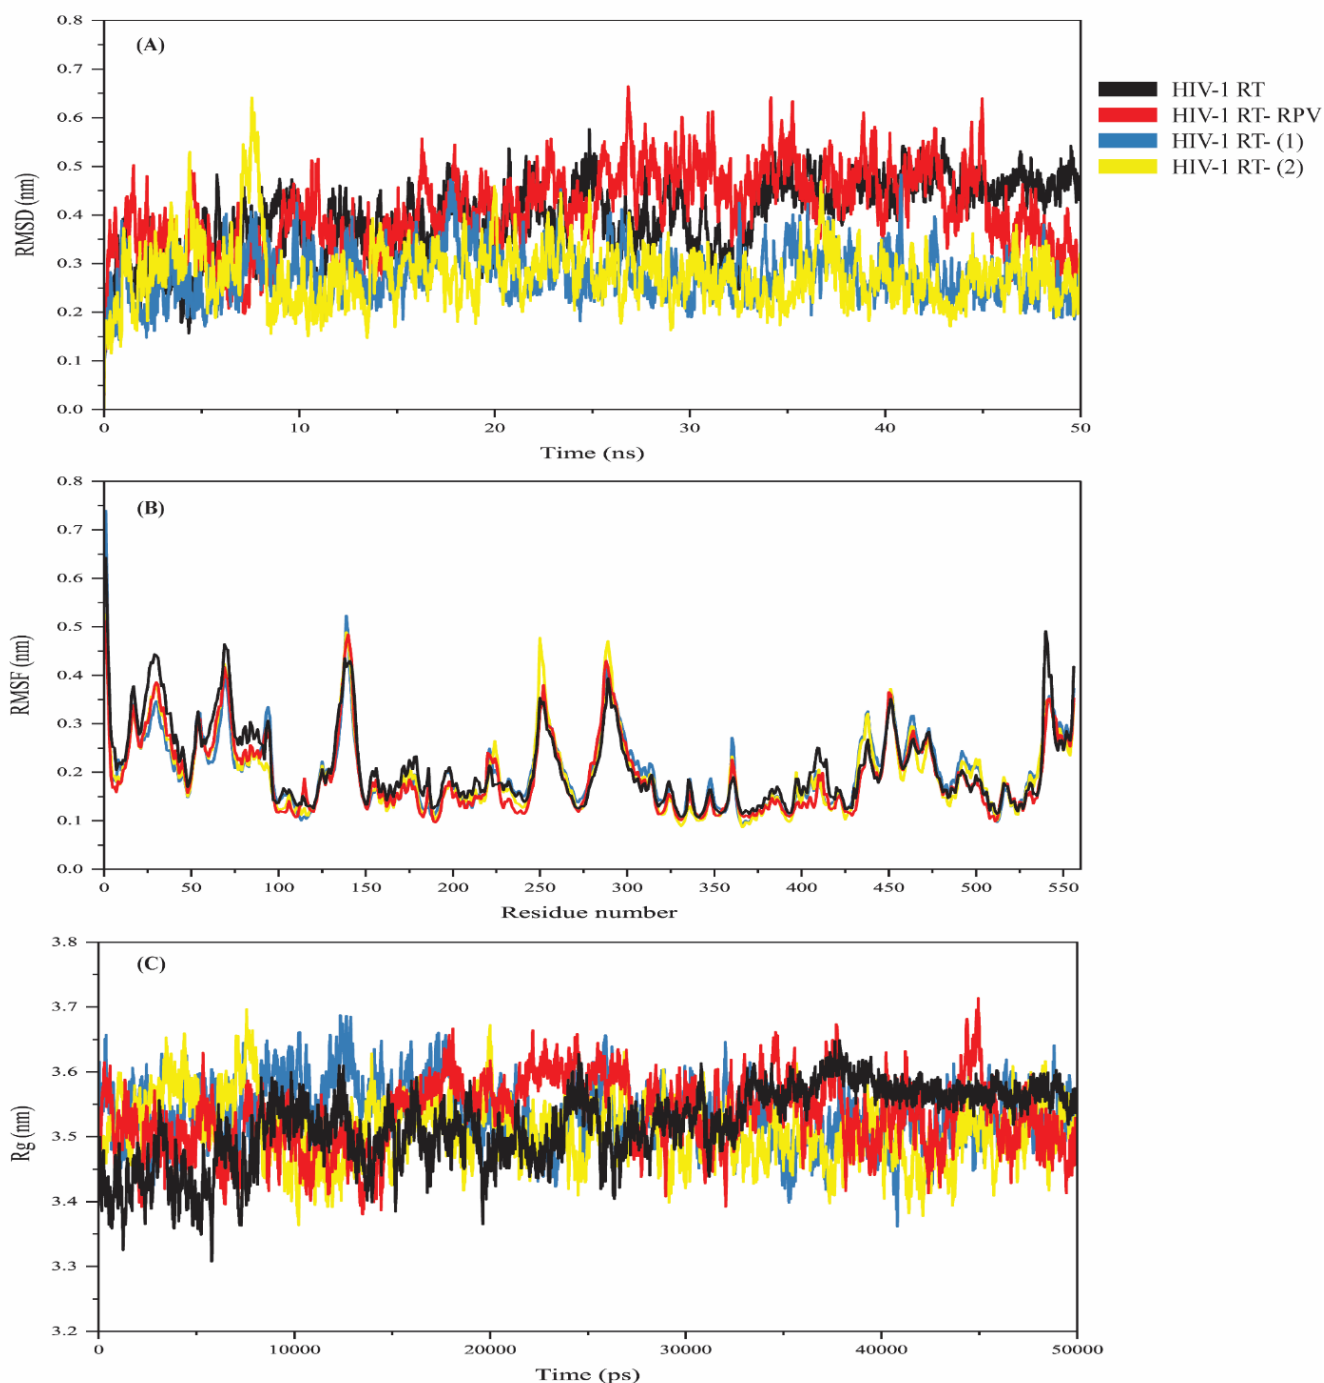 (A)
0.8
0.7
0.6
0.5
0.4
0.3
0.2
0.1
0.0
RMSD (nm)
0 10 20 30 40 50
Time (ns)
HIV-1 RT
HIV-1 RT- RPV
HIV-1 RT- (1)
HIV-1 RT- (2)
(B)
0.8
0.7
0.6
0.5
0.4
0.3
0.2
0.1
0.0
RMSF (nm)
0 50 100 150 200 250 300 350 400 450 500 550
Residue number
(C)
3.8
3.7
3.6
3.5
3.4
3.3
3.2
Rg (nm)
0 10000 20000 30000 40000 50000
Time (ps)